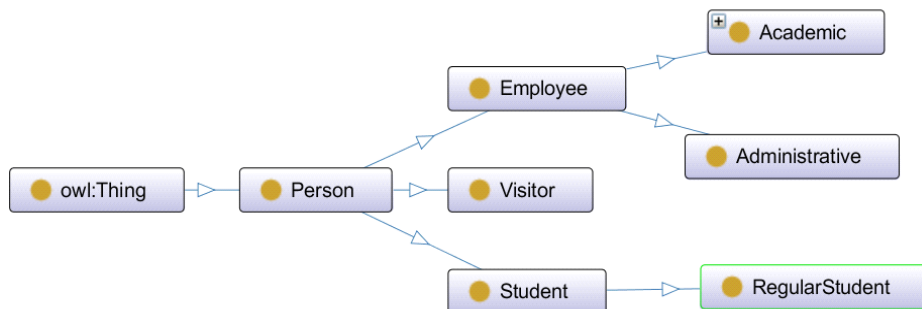 Academic
Employee
Administrative
owl:Thing
Person
Visitor
Student
RegularStudent